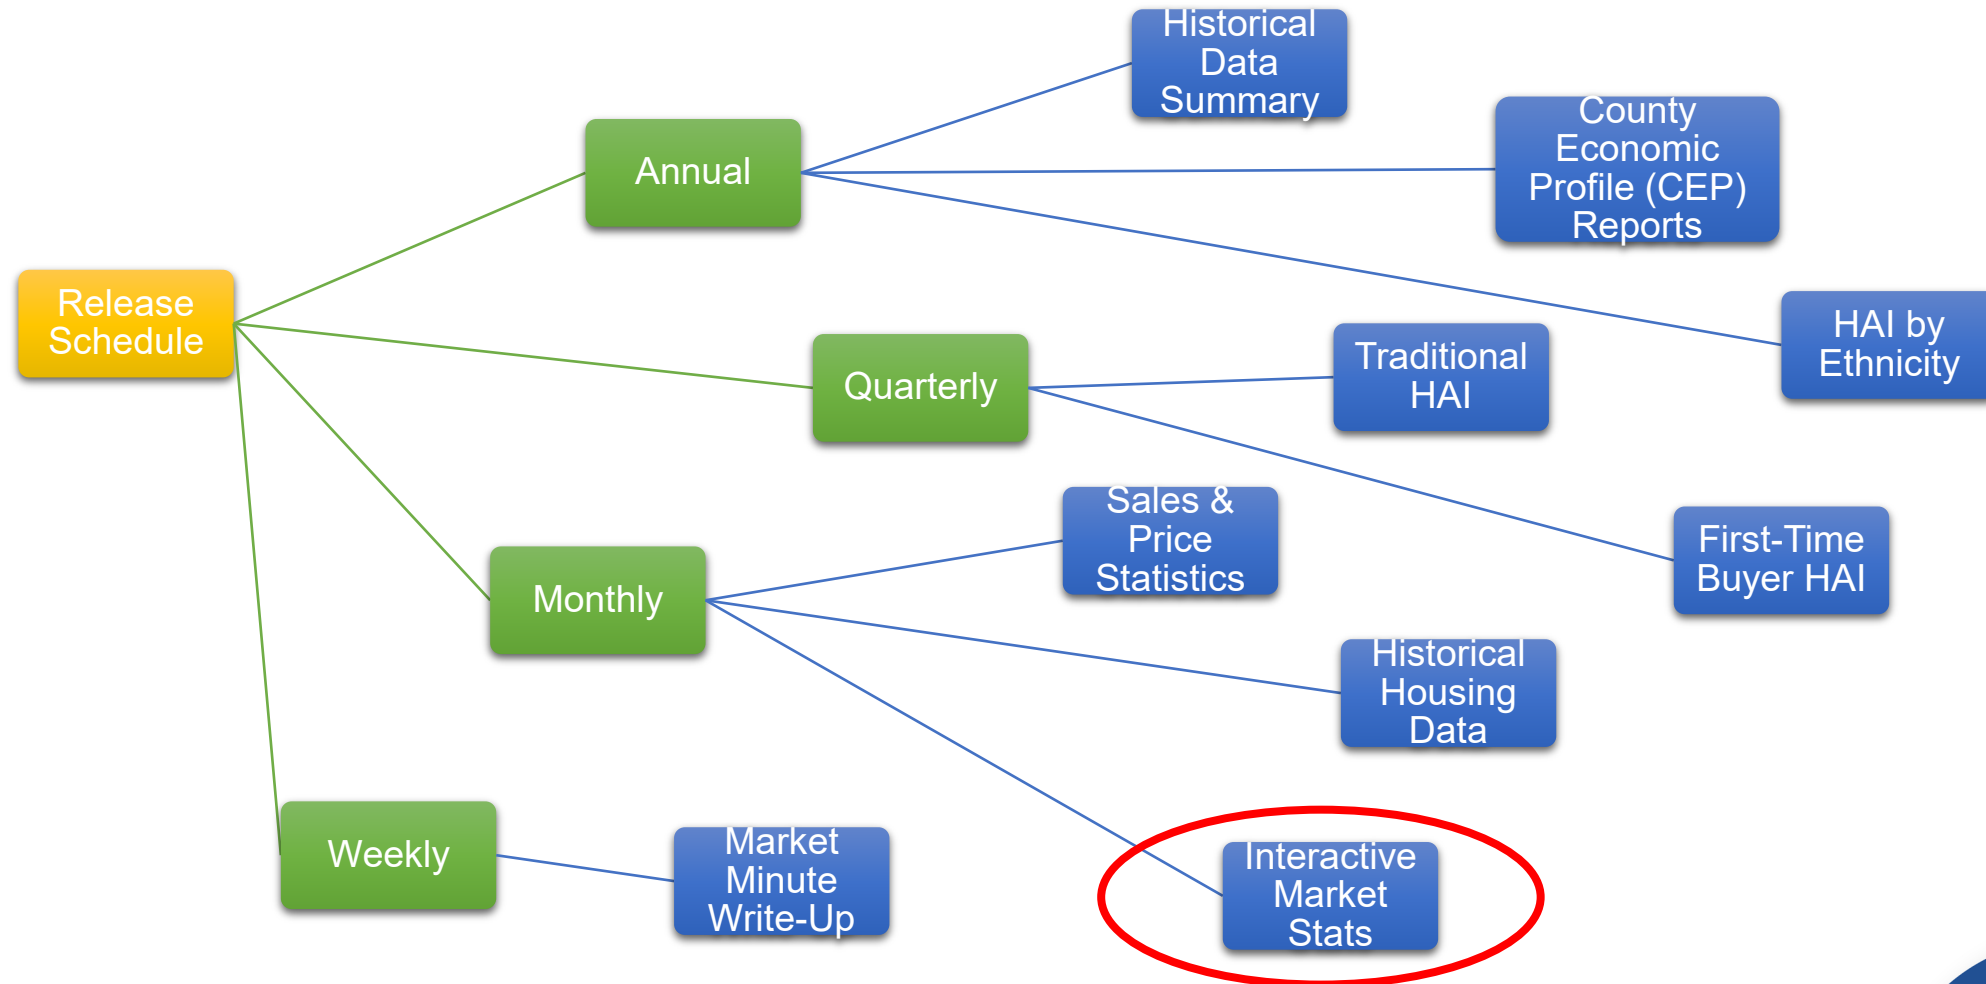 Release
Schedule
Annual
Historical
Data
Summary
County
Economic
Profile (CEP)
Reports
HAI by
Ethnicity
Quarterly
Traditional
HAI
First-Time
Buyer HAI
Monthly
Sales &
Price
Statistics
Historical
Housing
Data
Interactive
Market
Stats
Weekly
Market
Minute
Write-Up